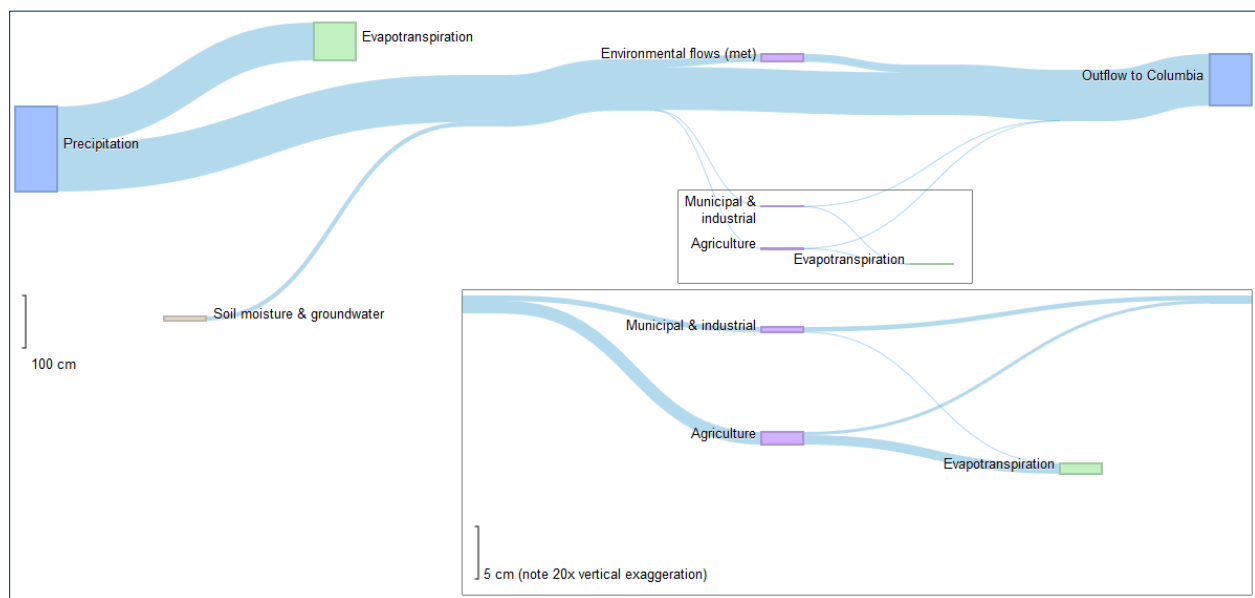 Evapotranspiration
Environmental flows (met)
Outflow to Columbia
Precipitation
Municipal &
industrial
Agriculture
Evapotranspiration
Soil moisture & groundwater
100 cm
Municipal & industrial
Agriculture
Evapotranspiration
5 cm (note 20x vertical exaggeration)